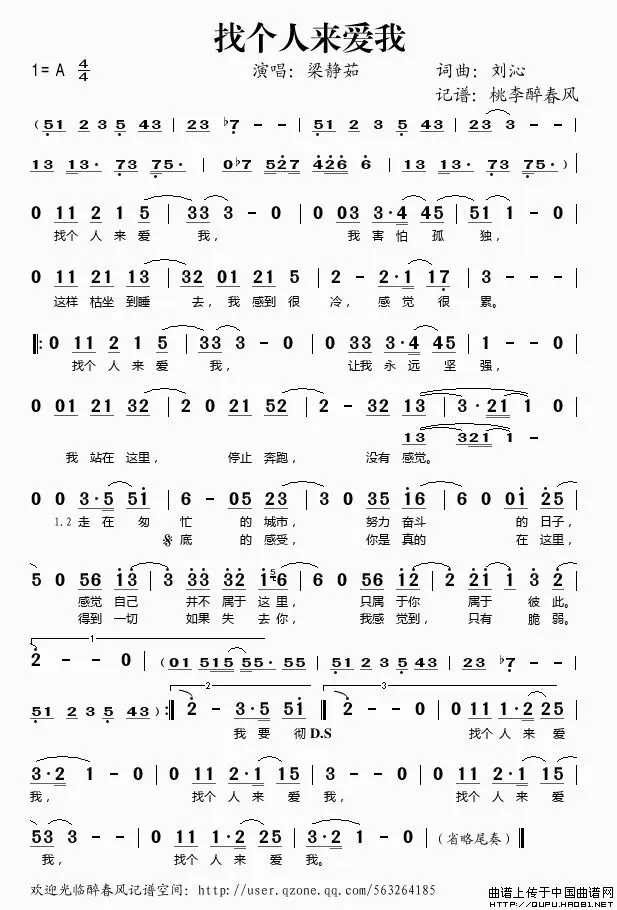 找个人来爱我
1=A 4/4 演唱：梁静茹 词曲：刘沁
记谱：桃李醉春风
（51 2 3 5 43 | 23 ♭7 - - | 51 2 3 5 43 | 23 3 - - |
13 13· 73 75· | 0♭7 527 426 6 | 13 13· 73 75· ）|
0 11 2 1 5 | 33 3 - 0 | 0 03 3·4 45 | 51 1 - 0 |
找个 人 来 爱 我， 我 害 怕 孤 独，
0 11 21 13 | 32 01 21 5 | 2 - 2·1 17 | 3 - - - |
这样 枯坐 到睡 去，我 感到 很 冷，感 觉 很 累。
‖: 0 11 2 1 5 | 33 3 - 0 | 0 33 3·4 45 | 1 - - 0 |
找个 人 来 爱 我， 让我 永 远 坚 强，
0 01 21 32 | 2 0 21 52 | 2 - 32 13 | 3·21 1 0 |
13 321 1 -
我 站在 这里， 停止 奔跑， 没有 感觉。
0 0 3·5 51 | 6 - 05 23 | 3 0 35 16 | 6 0 01 25 |
1.2走 在 匆 忙 的 城市， 努力 奋斗 的 日子，
𝄋底 的 感受， 你是 真的 在 这里，
5 0 56 13 | 3 33 32 1 5 6 | 6 0 56 12 | 2 21 1 3 2 |
感觉 自己 并不 属于 这 里， 只属 于你 属于 彼 此。
得到 一切 如果 失 去 你， 我感 觉到， 只有 脆 弱。
1
2 - - 0 | （01 515 55· 55 | 51 2 3 5 43 | 23 ♭7 - - |
2 3
51 23 5 43 ）:‖ 2 - 3·5 51 ‖ 2 - - 0 | 0 11 1·2 25 |
我 要 彻D.S 找个 人 来 爱
3·2 1 - 0 | 0 11 2·1 15 | 3 - - 0 | 0 11 2·1 15 |
我， 找个 人 来 爱 我， 找个 人 来 爱
53 3 - - | 0 11 1·2 25 | 3·2 1 - 0 |（省略尾奏）‖
我， 找个 人 来 爱 我。
欢迎光临醉春风记谱空间：http://user.qzone.qq.com/563264185
曲谱上传于中国曲谱网
HTTP://QUPU.HAO81.NET